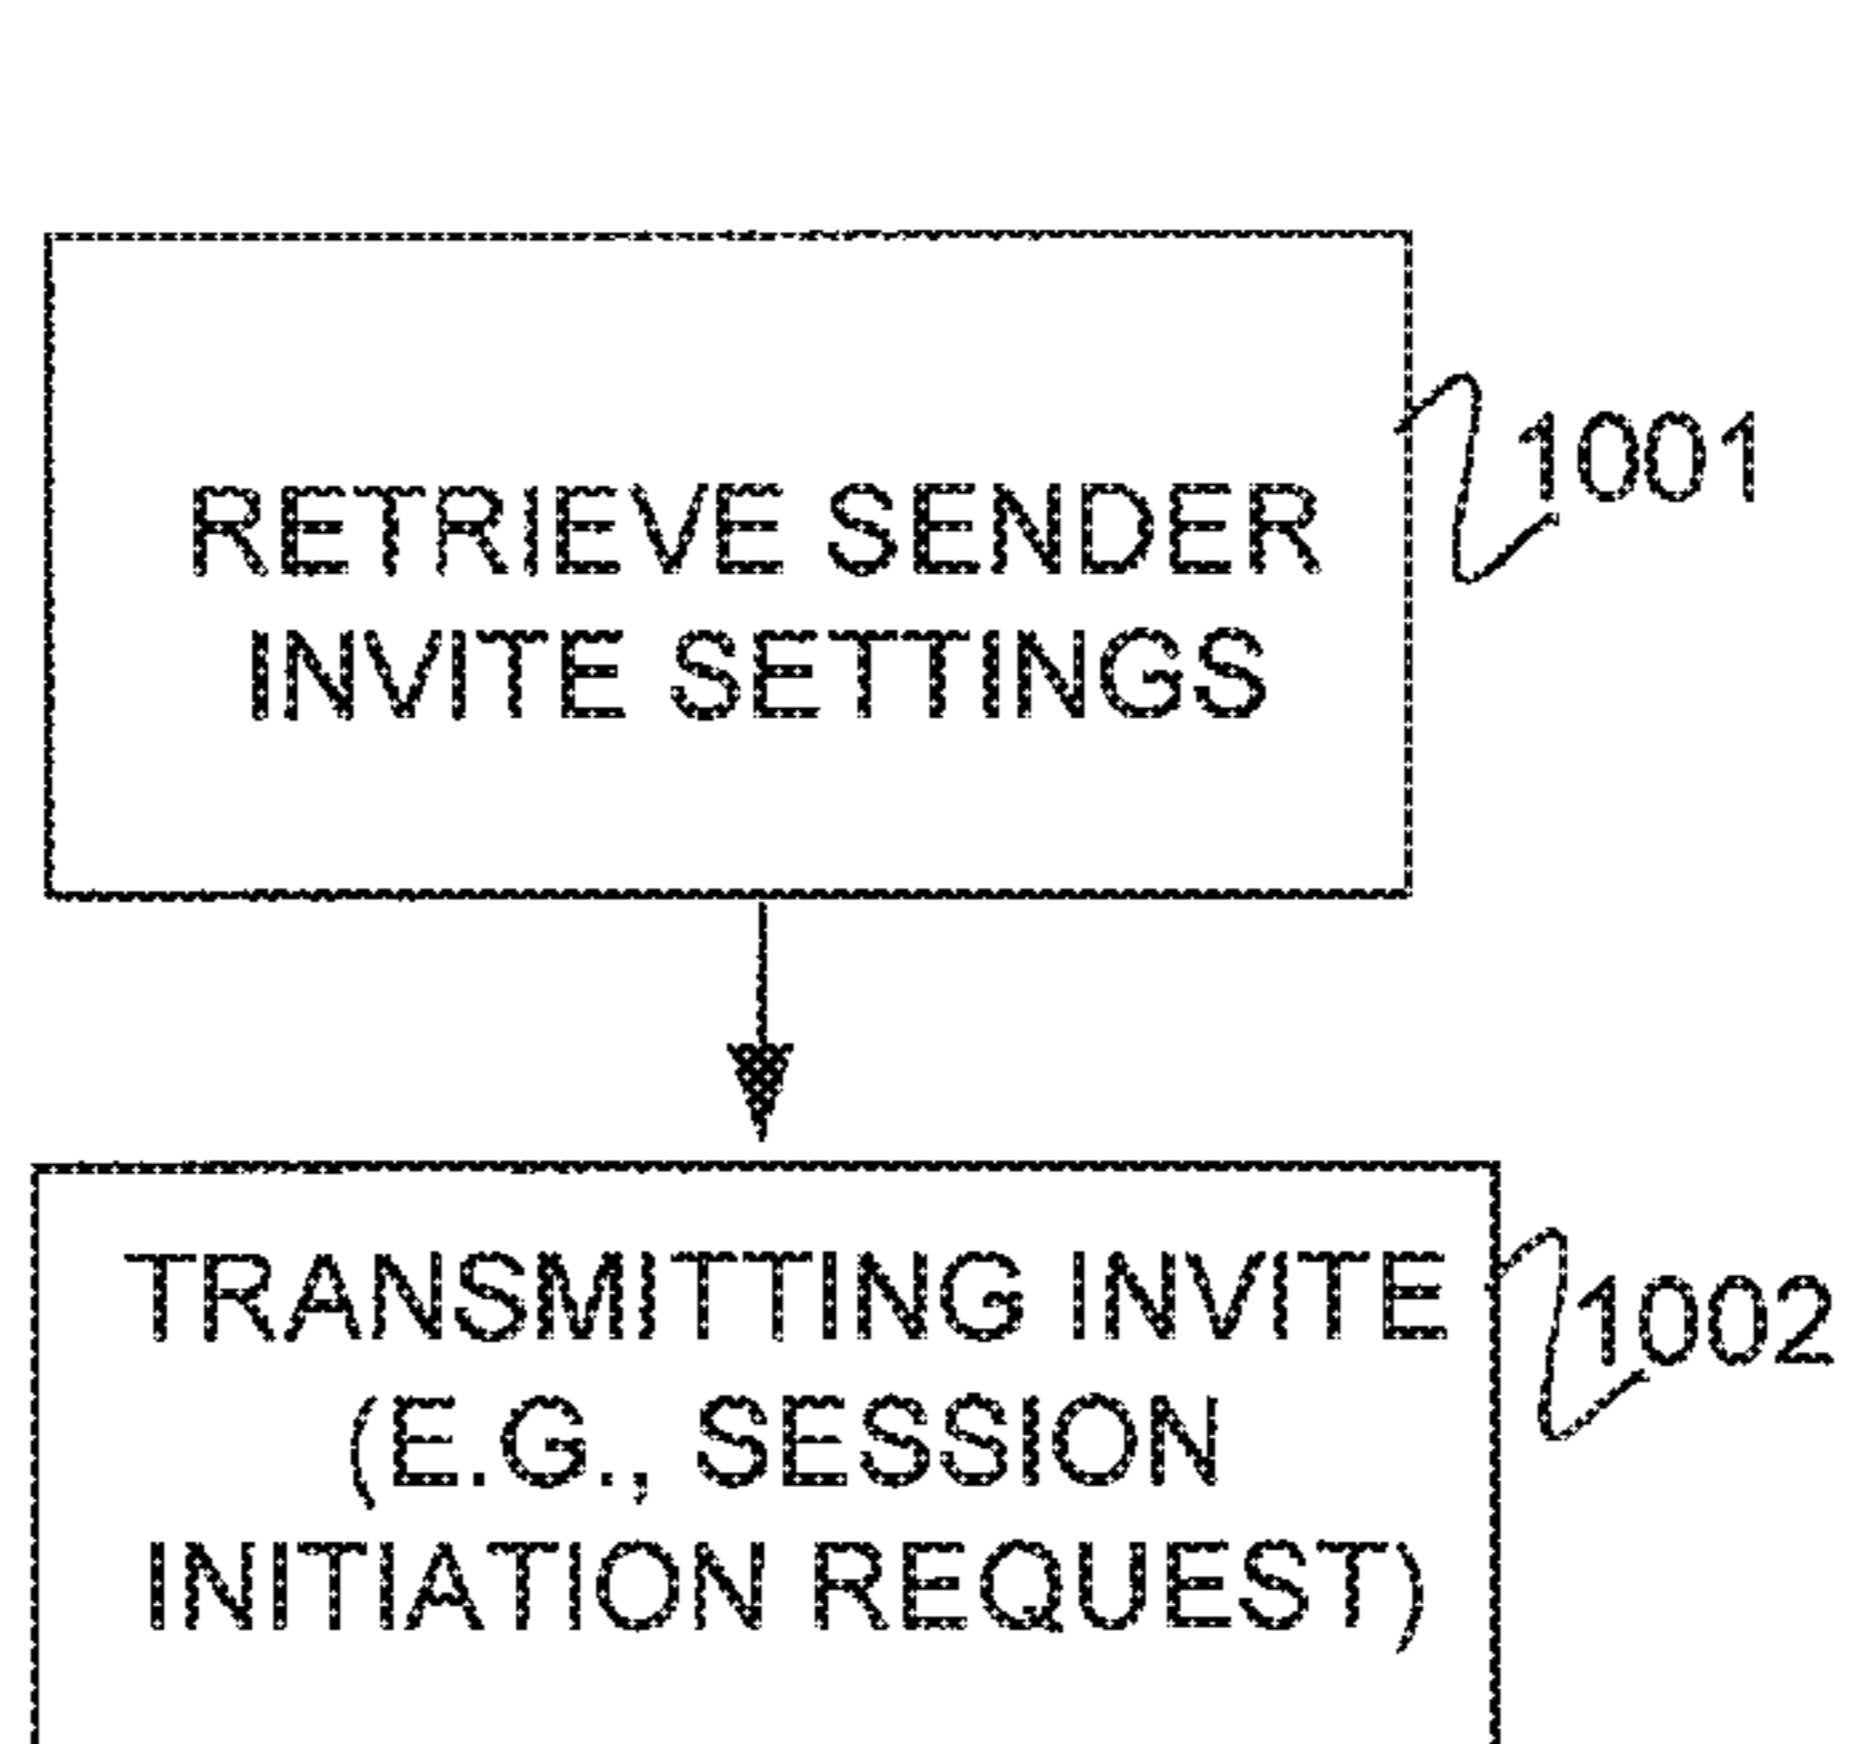 RETRIEVE SENDER
INVITE SETTINGS
1001
TRANSMITTING INVITE
(E.G., SESSION
INITIATION REQUEST)
1002